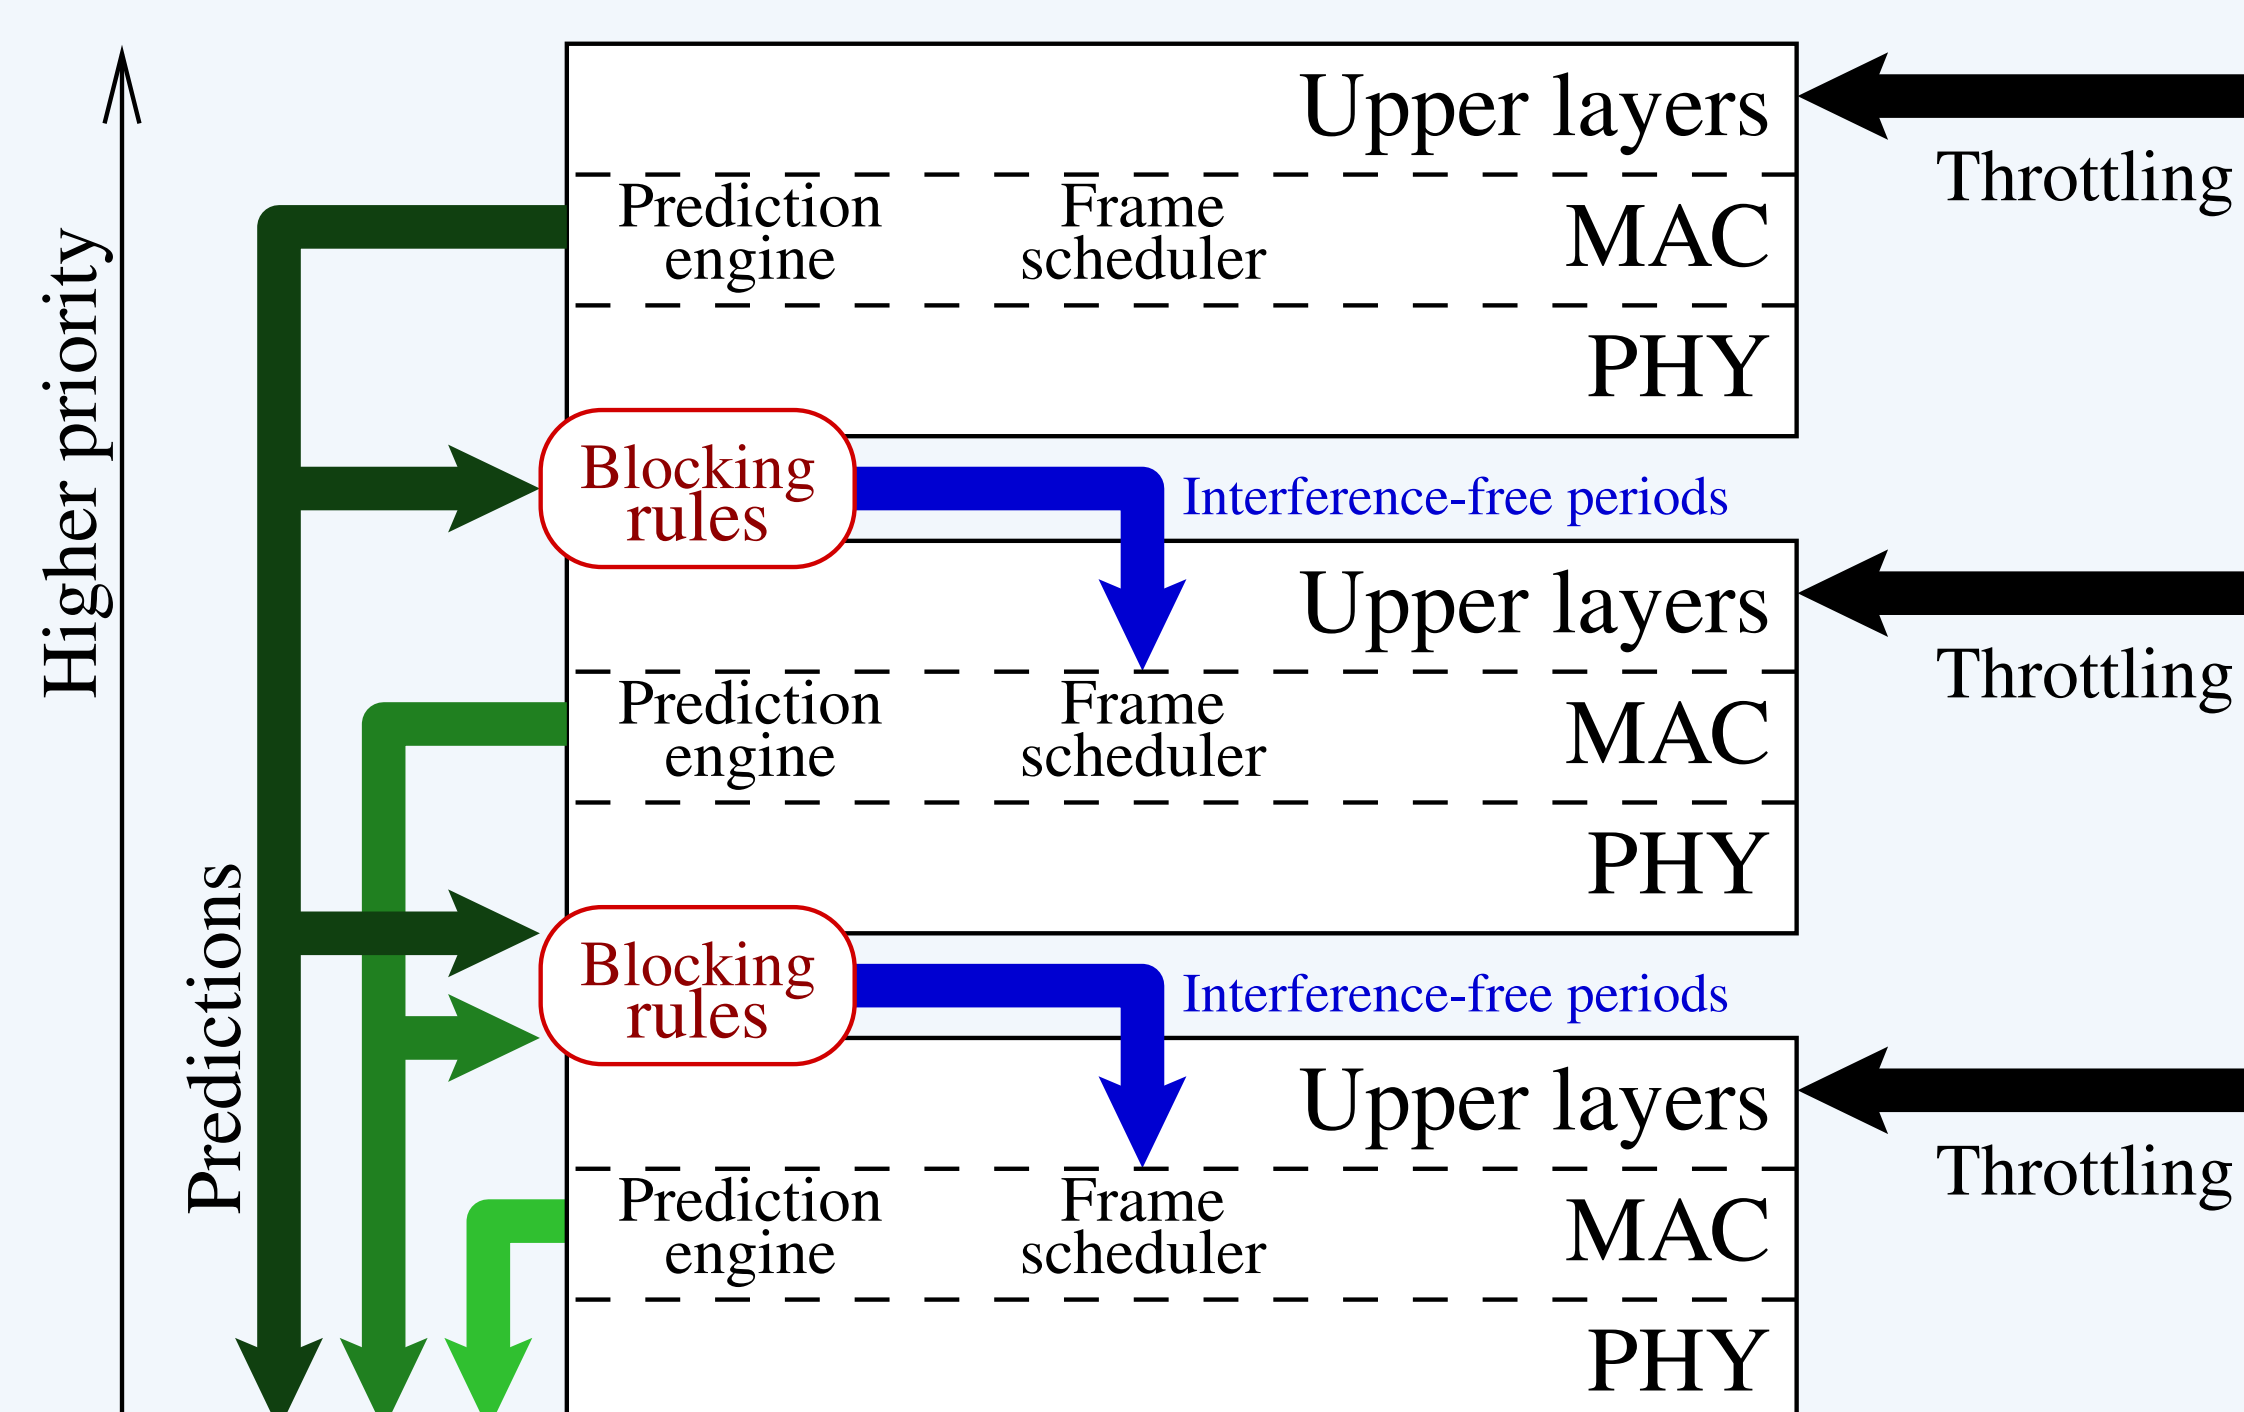 Higher priority
Predictions
Upper layers
Throttling
Prediction
engine
Frame
scheduler
MAC
PHY
Blocking
rules
Interference-free periods
Upper layers
Throttling
Prediction
engine
Frame
scheduler
MAC
PHY
Blocking
rules
Interference-free periods
Upper layers
Throttling
Prediction
engine
Frame
scheduler
MAC
PHY